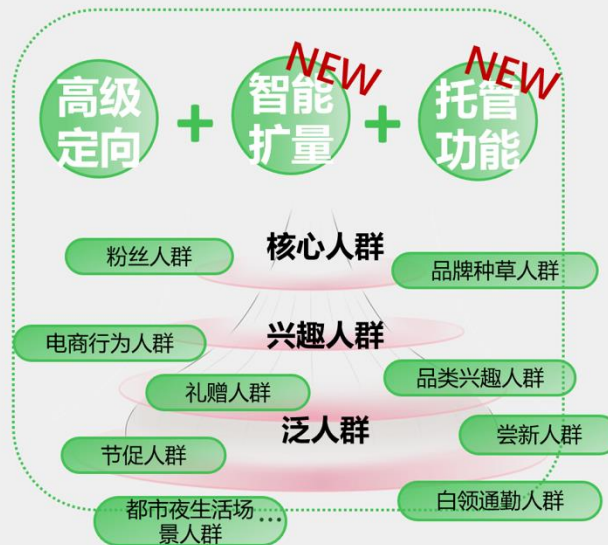 NEW
NEW
高级
定向
+
智能
扩量
+
托管
功能
核心人群
粉丝人群
品牌种草人群
兴趣人群
电商行为人群
品类兴趣人群
礼赠人群
泛人群
尝新人群
节促人群
白领通勤人群
都市夜生活场
景人群
…